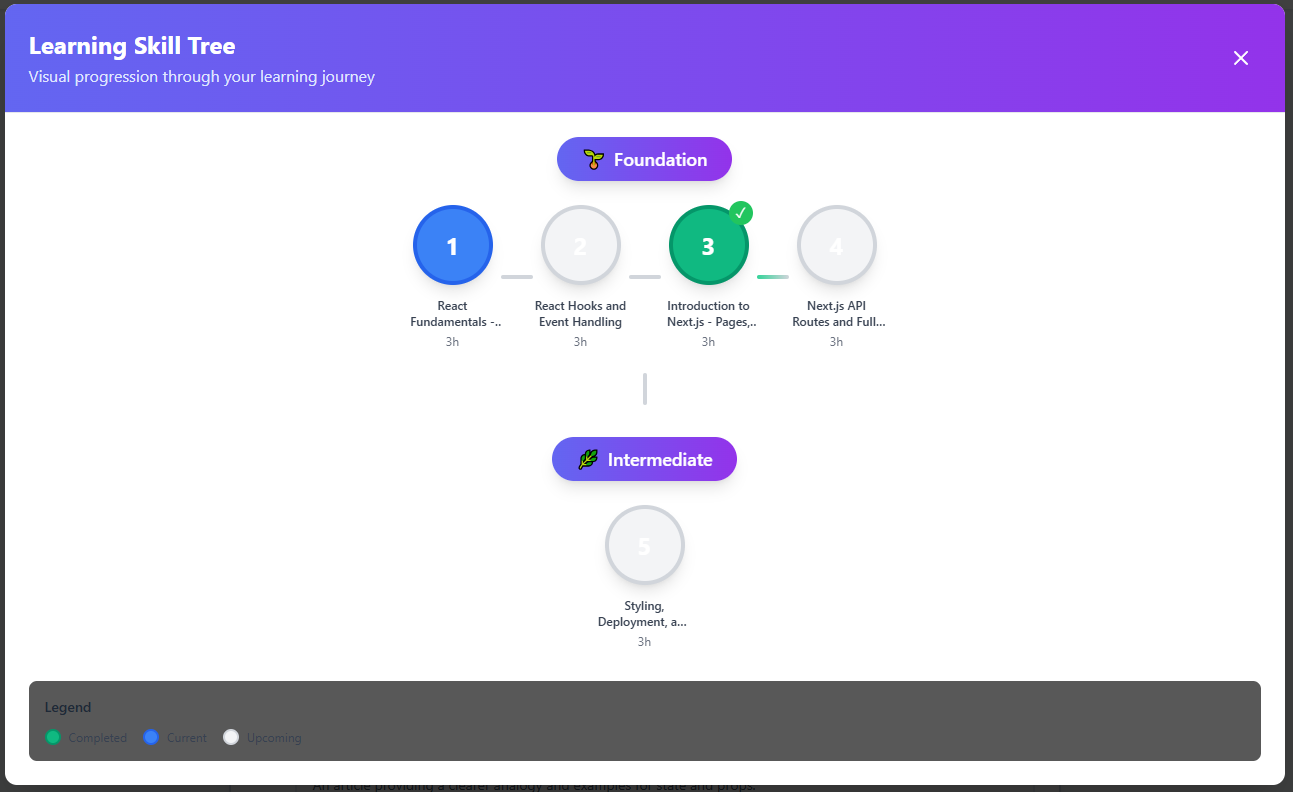 Learning Skill Tree
Visual progression through your learning journey
Foundation
1
2
3
4
React
Fundamentals -..
3h
React Hooks and
Event Handling
3h
Introduction to
Next.js - Pages,..
3h
Next.js API
Routes and Full...
3h
Intermediate
5
Styling,
Deployment, a...
3h
Legend
Completed
Current
Upcoming
An article providing a clearer analogy and examples for state and props.